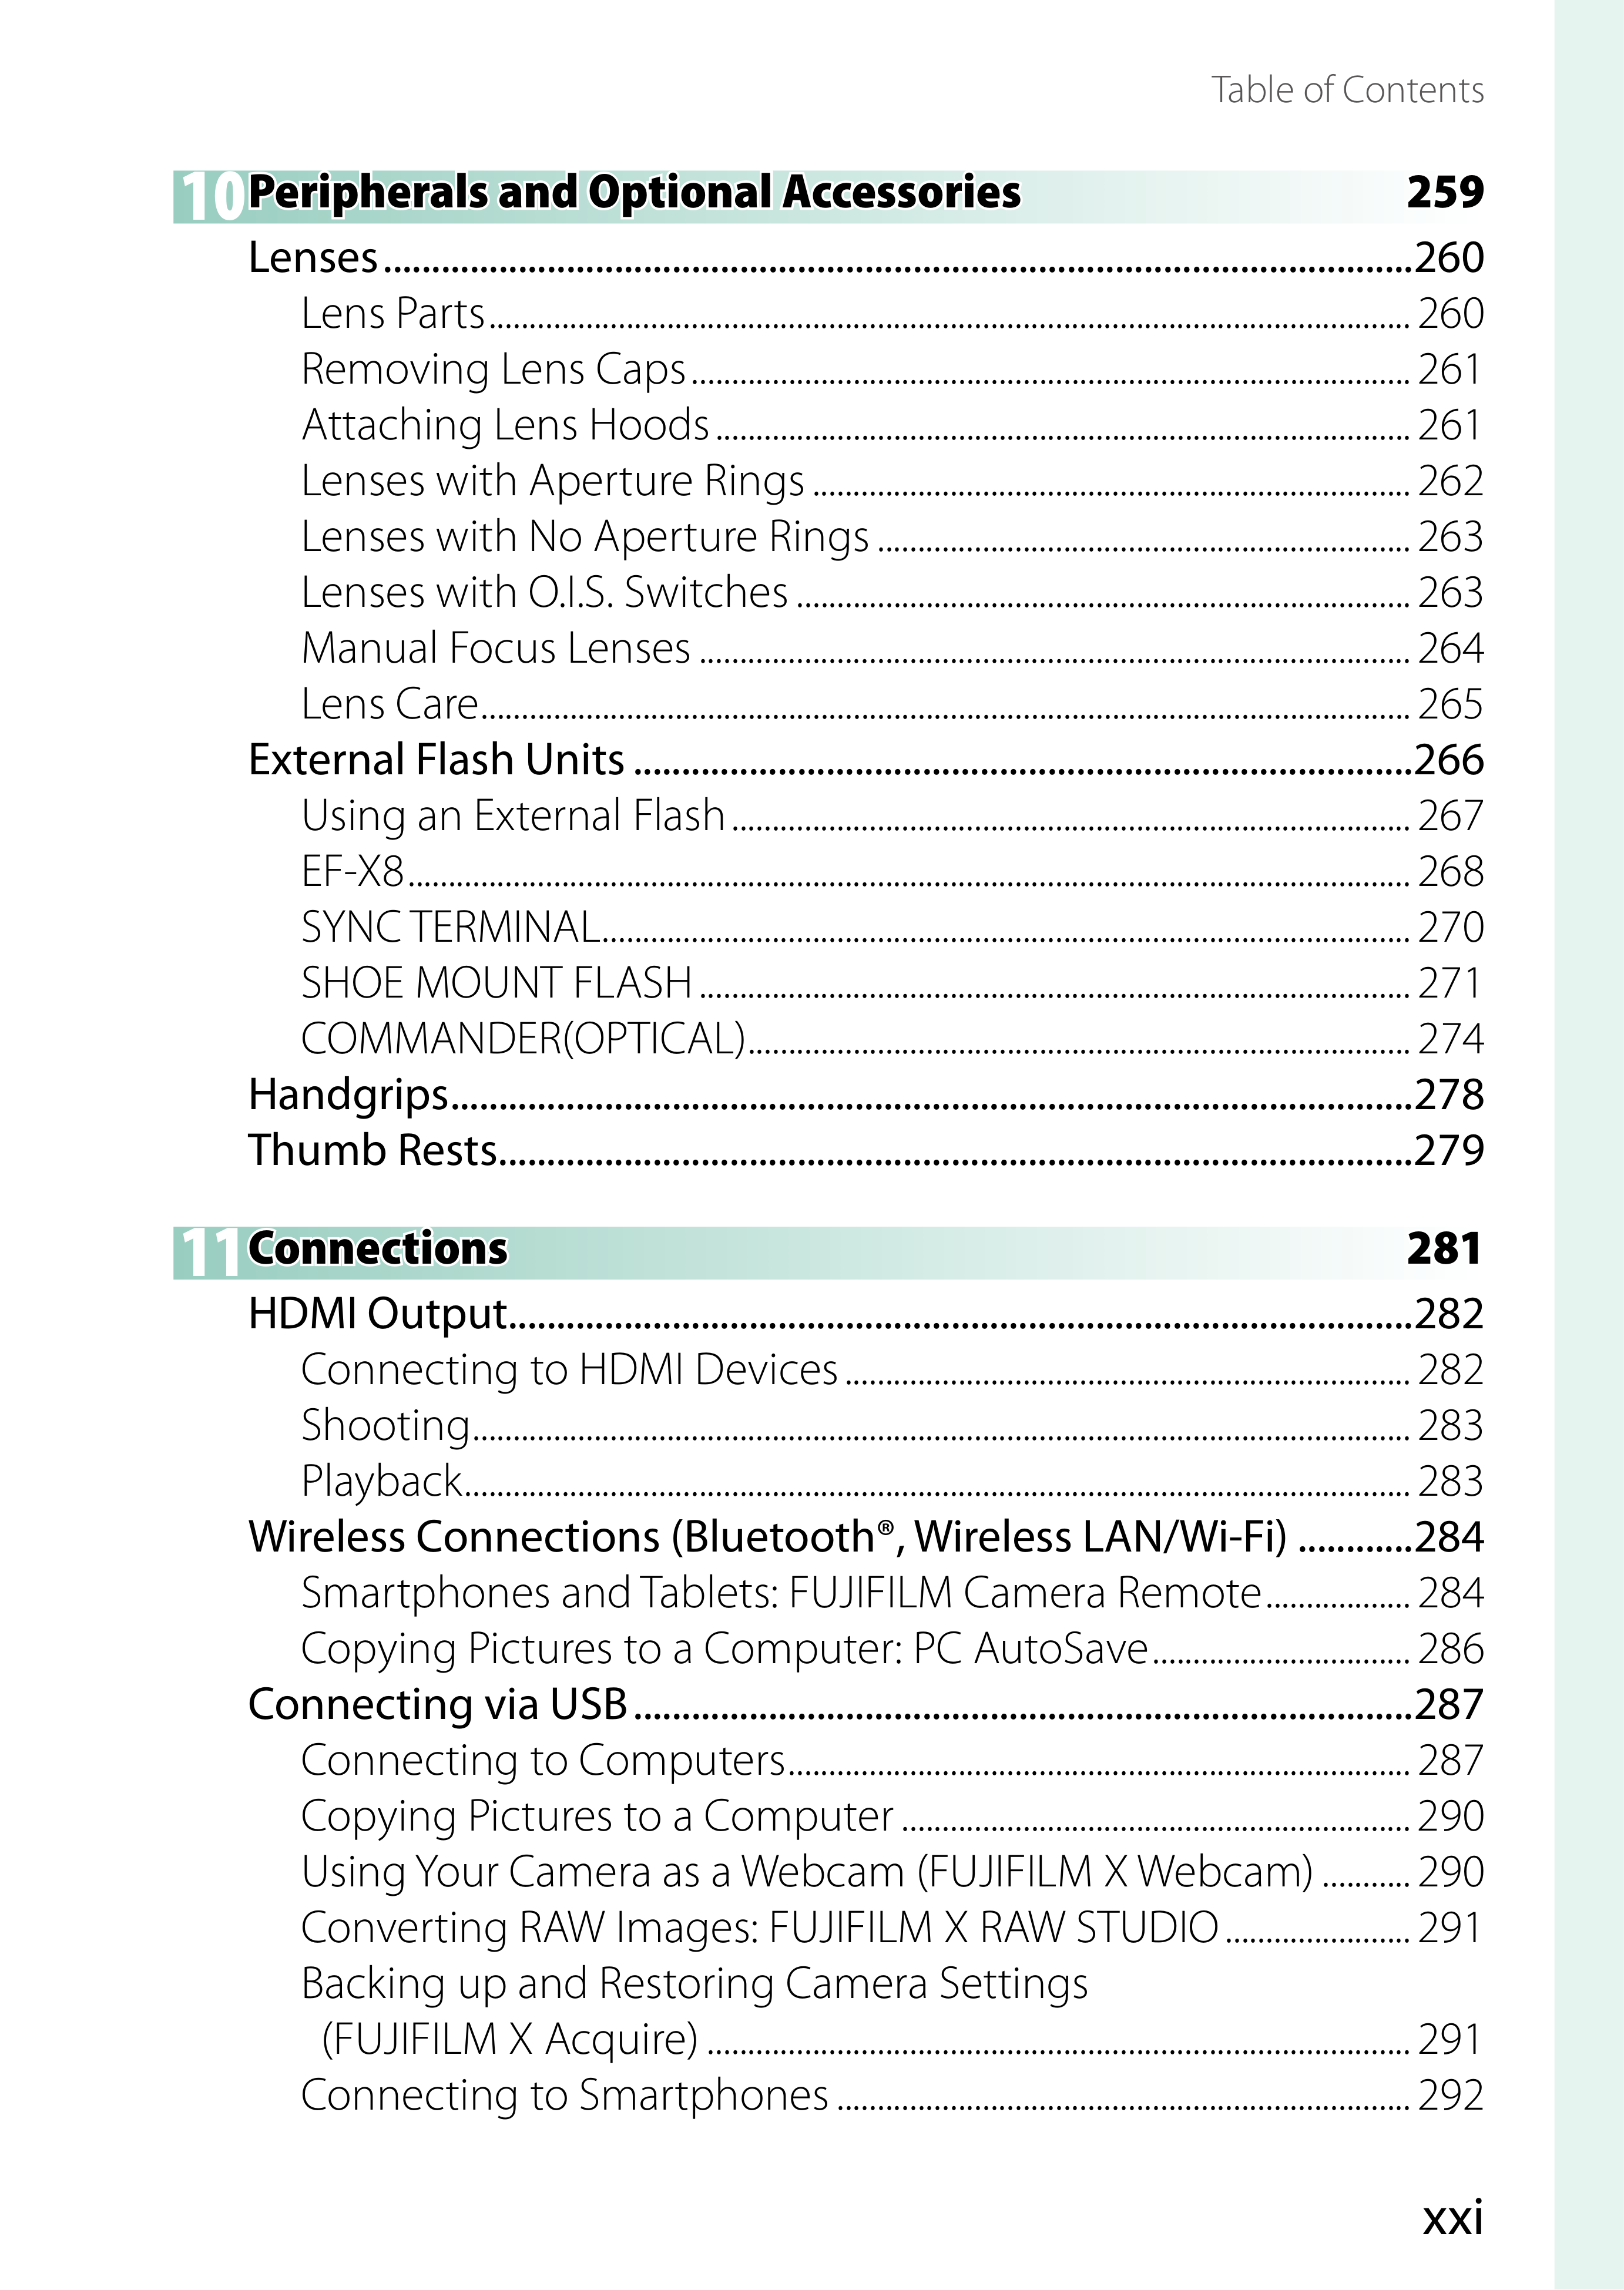 Table of Contents
10 Peripherals and Optional Accessories 259
Lenses.....260
Lens Parts..... 260
Removing Lens Caps..... 261
Attaching Lens Hoods..... 261
Lenses with Aperture Rings ..... 262
Lenses with No Aperture Rings ..... 263
Lenses with O.I.S. Switches ..... 263
Manual Focus Lenses ..... 264
Lens Care..... 265
External Flash Units .....266
Using an External Flash..... 267
EF-X8..... 268
SYNC TERMINAL..... 270
SHOE MOUNT FLASH ..... 271
COMMANDER(OPTICAL)..... 274
Handgrips.....278
Thumb Rests.....279
11 Connections 281
HDMI Output.....282
Connecting to HDMI Devices ..... 282
Shooting..... 283
Playback..... 283
Wireless Connections (Bluetooth®, Wireless LAN/Wi-Fi) .....284
Smartphones and Tablets: FUJIFILM Camera Remote..... 284
Copying Pictures to a Computer: PC AutoSave..... 286
Connecting via USB.....287
Connecting to Computers..... 287
Copying Pictures to a Computer ..... 290
Using Your Camera as a Webcam (FUJIFILM X Webcam) ..... 290
Converting RAW Images: FUJIFILM X RAW STUDIO..... 291
Backing up and Restoring Camera Settings
(FUJIFILM X Acquire) ..... 291
Connecting to Smartphones ..... 292
xxi